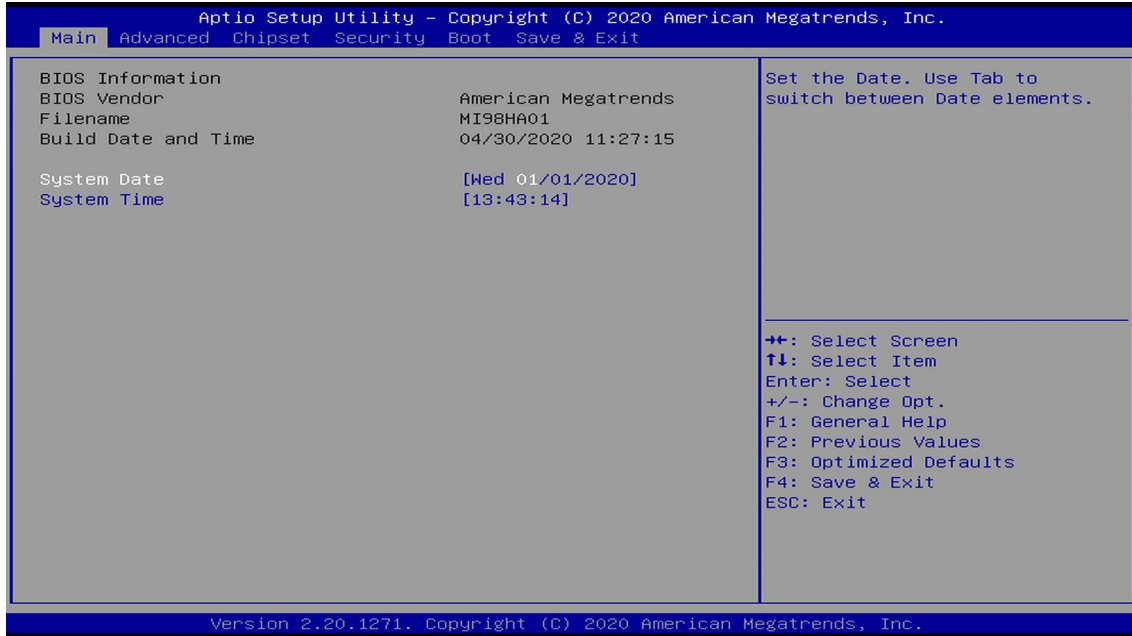 Aptio Setup Utility – Copyright (C) 2020 American Megatrends, Inc.
Main Advanced Chipset Security Boot Save & Exit
BIOS Information
BIOS Vendor American Megatrends
Filename MI98HA01
Build Date and Time 04/30/2020 11:27:15
System Date [Wed 01/01/2020]
System Time [13:43:14]
Set the Date. Use Tab to
switch between Date elements.
→←: Select Screen
↑↓: Select Item
Enter: Select
+/-: Change Opt.
F1: General Help
F2: Previous Values
F3: Optimized Defaults
F4: Save & Exit
ESC: Exit
Version 2.20.1271. Copyright (C) 2020 American Megatrends, Inc.